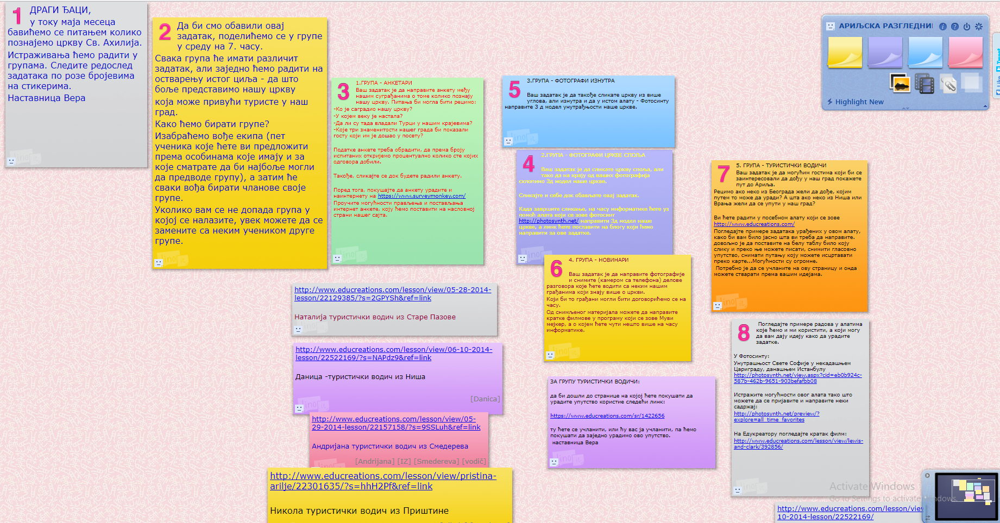 1
ДРАГИ ЂАЦИ,
у току маја месеца
бавићемо се питањем колико
познајемо цркву Св. Ахилија.
Истраживања ћемо радити у
групама. Следите редослед
задатака по розе бројевима
на стикерима.
Наставница Вера
2
Да би смо обавили овај
задатак, поделићемо се у групе
у среду на 7. часу.
Свака група ће имати различит
задатак, али заједно ћемо радити на
остварењу истог циља - да што
боље представимо нашу цркву
која може привући туристе у наш
град.
Како ћемо бирати групе?
Изабраћемо вође екипа (пет
ученика које ћете ви предложити
према особинама које имају и за
које сматрате да би најбоље могли
да предводе групу), а затим ће
сваки вођа бирати чланове своје
групе.
Уколико вам се не допада група у
којој се налазите, увек можете да се
замените са неким учеником друге
групе.
3
1.ГРУПА - АНКЕТАРИ
Ваш задатак је да направите анкету међу
нашим суграђанима о томе колико познају
нашу цркву. Питања би могла бити рецимо:
-Ко је саградио нашу цркву?
-У којем веку је настала?
-Да ли су тада владали Турци у нашим крајевима?
-Које три знаменитости нашег града би показали
госту који им је дошао у посету?
Податке анкете треба обрадити, да према броју
испитаних откријемо процентуално колико сте којих
одговора добили.
Такође, сликајте се док будете радили анкету.
Поред тога, покушајте да анкету урадите и
наинтернету на https://www.surveymonkey.com/
Проучите могућности прављења и постављања
интернет анкете, коју ћемо поставити на насловној
страни нашег сајта.
5
3.ГРУПА - ФОТОГРАФИ ИЗНУТРА
Ваш задатак је да такође сликате цркву из више
углова, али изнутра и да у истом алату - Фотосинту
направите 3 д модел унутрађњости наше цркве.
4
2.ГРУПА - ФОТОГРАФИ ЦРКВЕ СПОЉА
Ваш задатак је да сликате цркву споља, али
тако да на крају од ваших фотографија
склопимо 3д модел наше цркве.
Сликајте и себе док обављате овај задатак.
Када завршите сликање, на часу информатике ћете уз
помоћ алата који се зове фотосинт
http://photosynth.net/ направити 3д модел наше
цркве, а линк ћете поставити на блогу који ћемо
направити за ове задатке.
6
4. ГРУПА - НОВИНАРИ
Ваш задатак је да направите фотографије
и снимите (камером са телефона) делове
разговора које ћете водити са неким нашим
грађанима који знају више о цркви.
Који би то грађани могли бити договорићемо се на
часу.
Од снимљеног материјала можете да направите
кратке филмове у програму који се зове Муви
мејкер, а о којем ћете чути нешто више на часу
информатике.
7
5. ГРУПА - ТУРИСТИЧКИ ВОДИЧИ
Ваш задатак је да могућим гостима који би се
заинтересовали да дођу у наш град покажете
пут до Ариља.
Рецимо ако неко из Београда жели да дође, којим
путем то може да уради? А шта ако неко из Ниша или
Врања жели да се упути у наш град?
Ви ћете радити у посебном алату који се зове
http://www.educreations.com/
Погледајте примере задатака урађених у овом алату,
како би вам било јасно шта ви треба да направите.
довољно је да поставите на белу таблу било коју
слику и преко ње можете писати, снимити гласовно
упутство, снимати путању коју можете исцртавати
преко карте...Могућности су огромне.
Потребно је да се учланите на ову страницу и онда
можете стварати према вашим идејама.
8
Погледајте примере радова у алатима
које ћемо и ми користити, а који могу
да вам дају идеју како да урадите
задатке.
У Фотосинту:
Унутрашњост Свете Софије у некадашњем
Цариграду, данашњем Истанбулу
http://photosynth.net/view.aspx?cid=eb0b924c-
587b-462b-9651-903befafbb08
Истражите могућности овог алата тако што
можете да се пријавите и направите неки
садржај:
http://photosynth.net/preview/?
explore=all_time_favorites
На Едукреатору погледајте кратак филм:
http://www.educreations.com/lesson/view/lewis-
and-clark/392856/
http://www.educreations.com/lesson/view/05-28-2014-
lesson/22129385/?s=2GPYSh&ref=link
Наталија туристички водич из Старе Пазове
http://www.educreations.com/lesson/view/06-10-2014-
lesson/22522169/?s=NAPdz9&ref=link
Даница -туристички водич из Ниша
[Danica]
http://www.educreations.com/lesson/view/05-
29-2014-lesson/22157158/?s=9SSLuh&ref=link
Андријана туристички водич из Смедерева
[Andrijana] [IZ] [Smedereva] [vodič]
http://www.educreations.com/lesson/view/pristina-
arilje/22301635/?s=hhH2Pf&ref=link
Никола туристички водич из Приштине
ЗА ГРУПУ ТУРИСТИЧКИ ВОДИЧИ:
да би дошли до странице на којој ћете покушати да
урадите упутство користие следећи линк:
https://www.educreations.com/sr/1422656
ту ћете се учланити, или ћу вас ја учланити, па ћемо
покушати да заједно урадимо ово упутство.
наставница Вера
http://www.educreations.com/lesson/view
10-2014-lesson/22522169/
АРИЉСКА РАЗГЛЕДНИ
Highlight New
Tweet
Like
Activate Windows
Go to Settings to activate Windows.